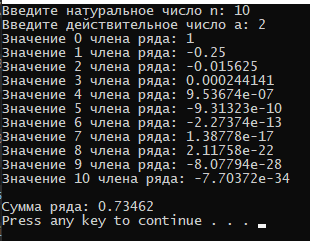 Введите натуральное число n: 10
Введите действительное число a: 2
Значение 0 члена ряда: 1
Значение 1 члена ряда: -0.25
Значение 2 члена ряда: -0.015625
Значение 3 члена ряда: 0.000244141
Значение 4 члена ряда: 9.53674e-07
Значение 5 члена ряда: -9.31323e-10
Значение 6 члена ряда: -2.27374e-13
Значение 7 члена ряда: 1.38778e-17
Значение 8 члена ряда: 2.11758e-22
Значение 9 члена ряда: -8.07794e-28
Значение 10 члена ряда: -7.70372e-34
Сумма ряда: 0.73462
Press any key to continue . . .